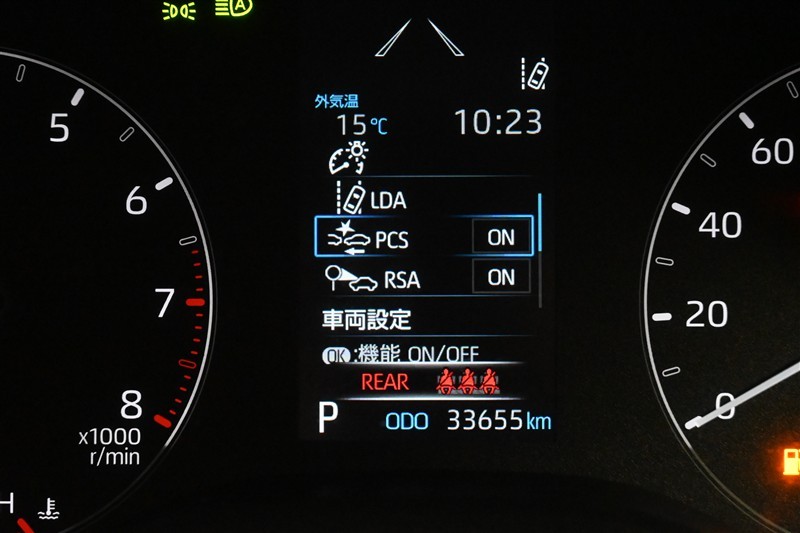 A
外気温
15℃ 10:23
LDA
PCS ON
RSA ON
車両設定
OK:機能 ON/OFF
REAR
P ODO 33655km
5
6
7
8
x1000
r/min
H
60
40
20
0